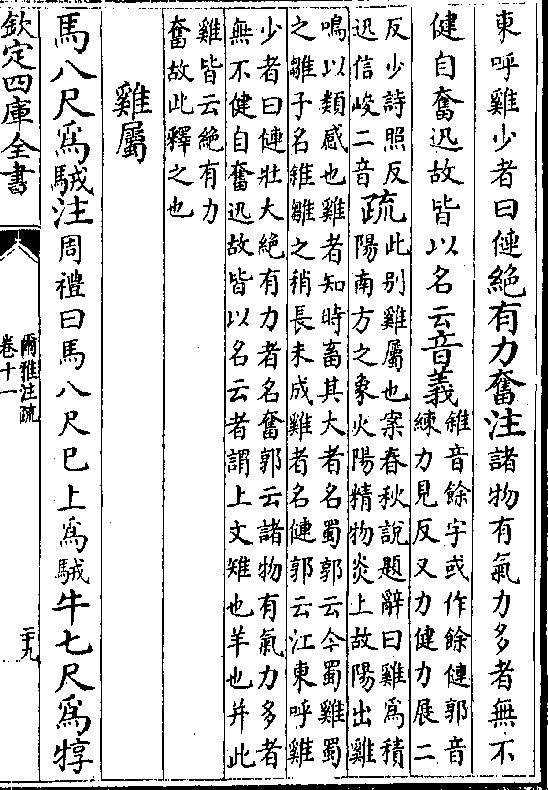 東呼雞少者曰僆絶有力奮注諸物有氣力多者無不
健自奮迅故皆以名云音義雓音餘字或作餘僆郭音
練力見反又力健力展二
反少詩照反
迅信峻二音疏此别雞屬也案春秋説題辭曰雞爲積
陽南方之象火陽精物炎上故陽出雞
鳴以類感也雞者知時畜其大者名蜀郭云今蜀雞蜀
之雛子名雓雛之稍長未成雞者名僆郭云江東呼雞
少者曰僆壯大絶有力者名奮郭云諸物有氣力多者
無不健自奮迅故皆以名云者謂上文雉也羊也并此
雞皆云絶有力
奮故此釋之也
雞屬
馬八尺爲駥注周禮曰馬八尺巳上爲駥牛七尺爲犉
欽定四庫全書
爾雅注疏
卷十一
二十九